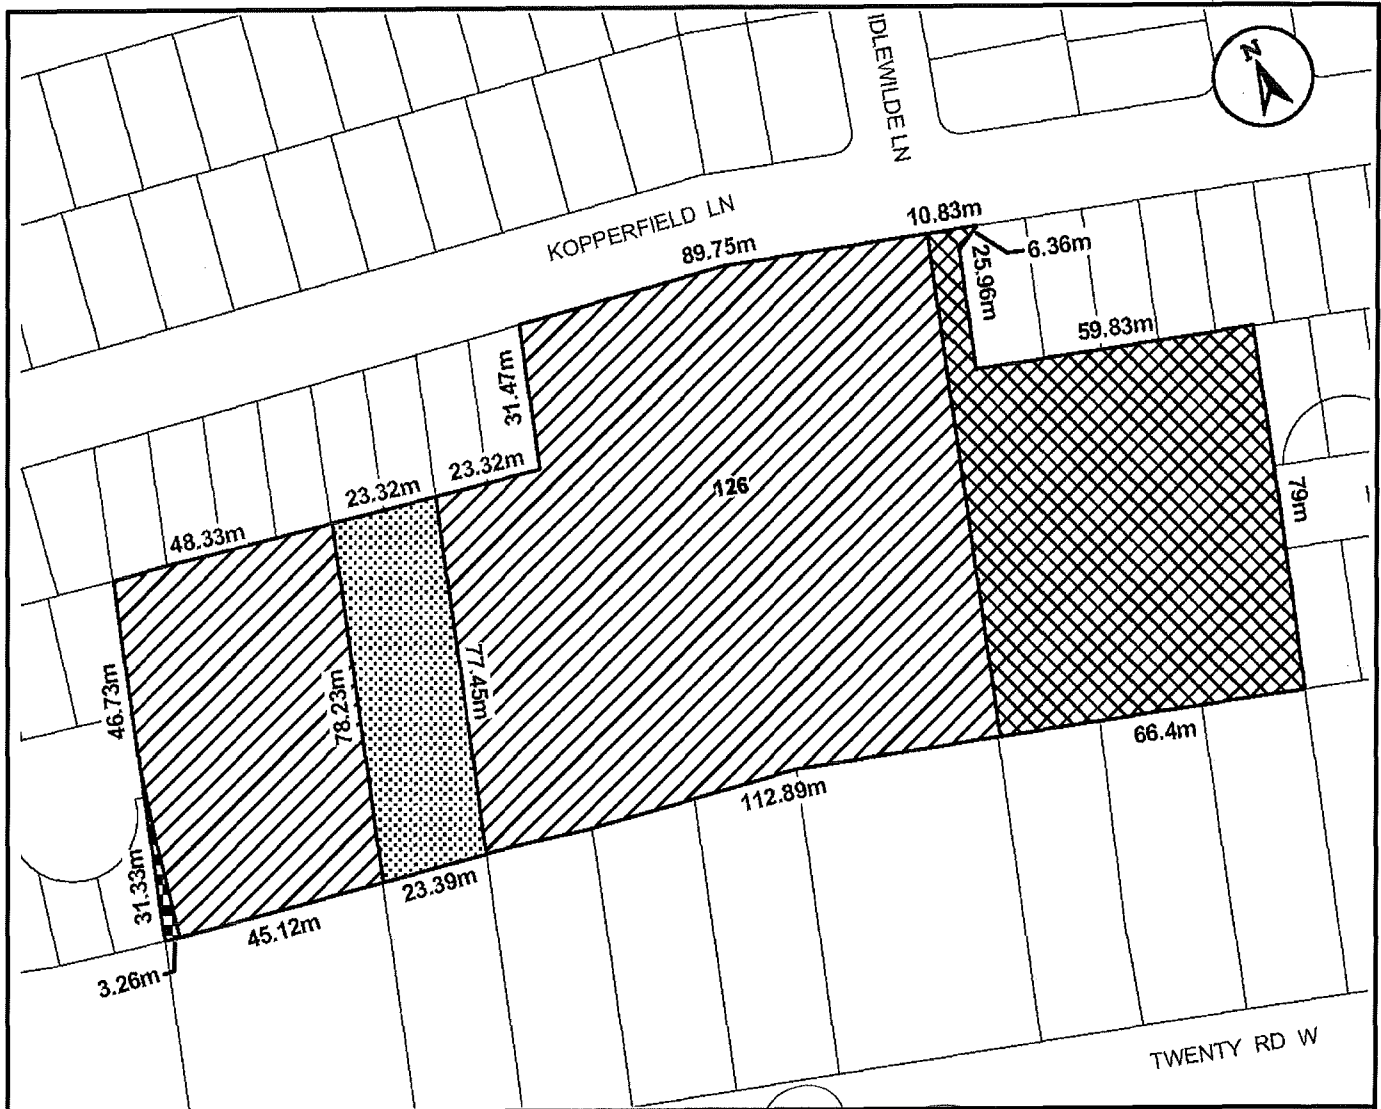 IDLEWILDE LN
N
KOPPERFIELD LN
10.83m
89.75m
6.36m
25.96m
59.83m
31.47m
23.32m
23.32m
126
79m
48.33m
46.73m
78.23m
77.45m
66.4m
112.89m
31.33m
23.39m
45.12m
3.26m
TWENTY RD W